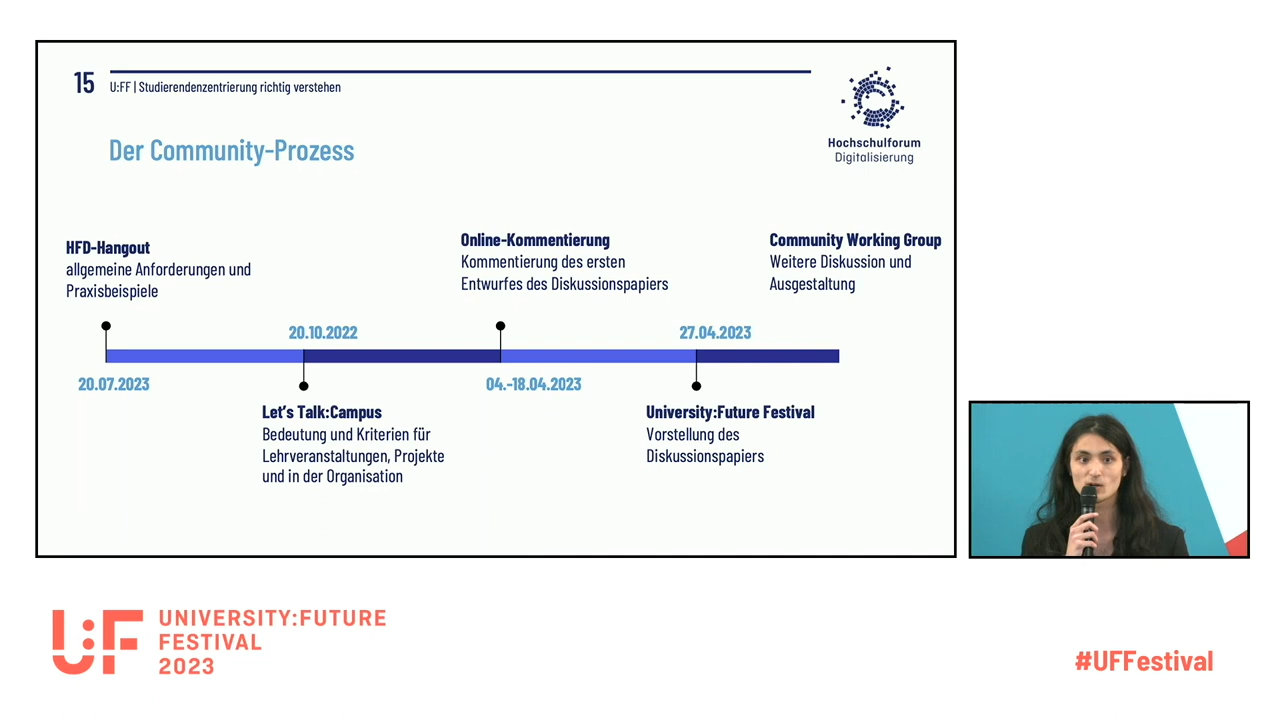 15
U:FF | Studierendenzentrierung richtig verstehen
Hochschulforum
Digitalisierung
Der Community-Prozess
HFD-Hangout
allgemeine Anforderungen und
Praxisbeispiele
Online-Kommentierung
Kommentierung des ersten
Entwurfes des Diskussionspapiers
Community Working Group
Weitere Diskussion und
Ausgestaltung
20.10.2022
27.04.2023
20.07.2023
04.-18.04.2023
Let's Talk:Campus
Bedeutung und Kriterien für
Lehrveranstaltungen, Projekte
und in der Organisation
University:Future Festival
Vorstellung des
Diskussionspapiers
U:F
UNIVERSITY:FUTURE
FESTIVAL
2023
#UFFestival